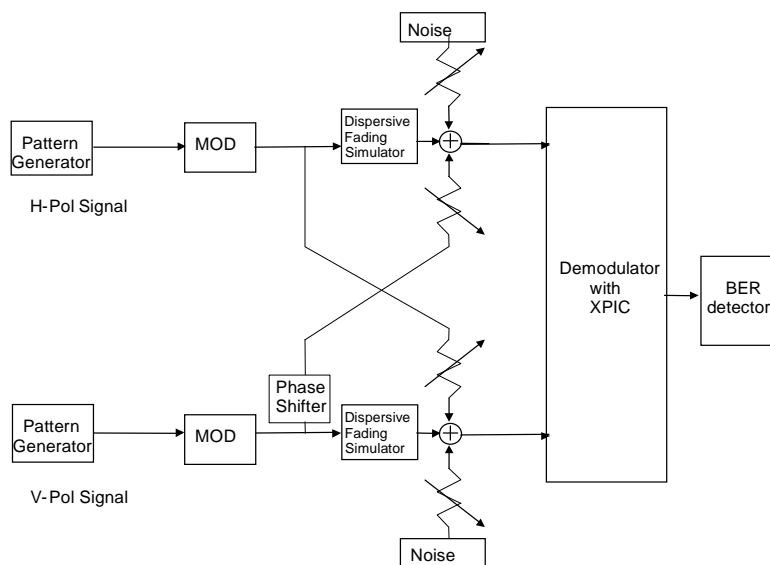 Noise
Pattern
Generator
MOD
Dispersive
Fading
Simulator
H-Pol Signal
Demodulator
with
XPIC
BER
detector
Phase
Shifter
Pattern
Generator
MOD
Dispersive
Fading
Simulator
V-Pol Signal
Noise